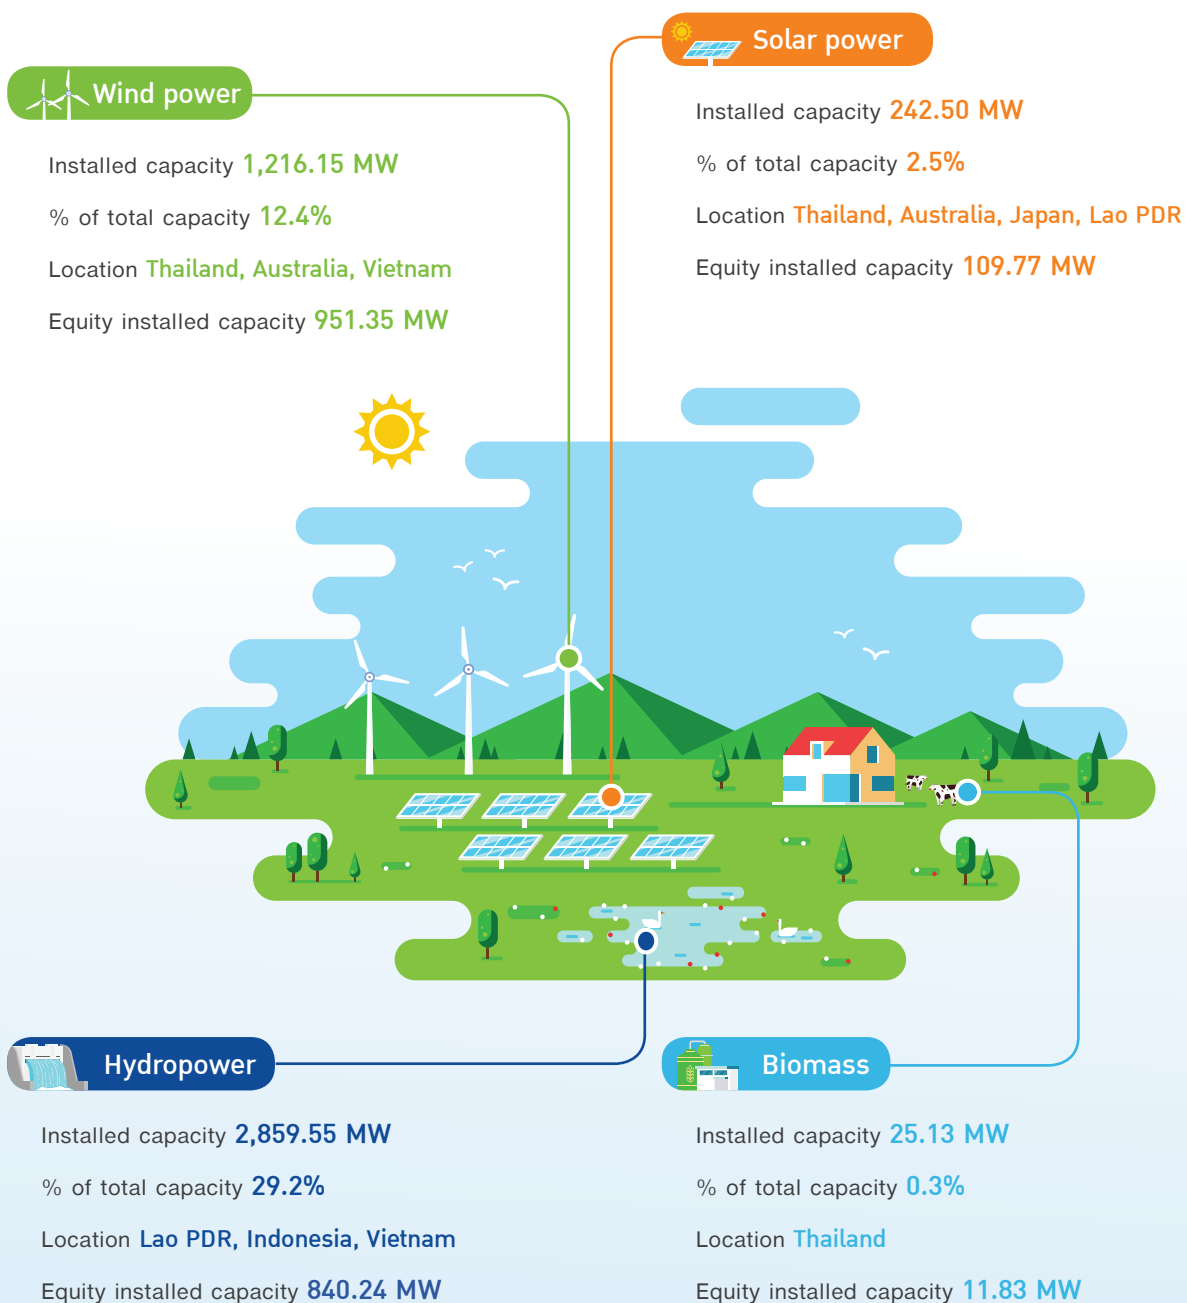 Wind power
Installed capacity 1,216.15 MW
% of total capacity 12.4%
Location Thailand, Australia, Vietnam
Equity installed capacity 951.35 MW
Solar power
Installed capacity 242.50 MW
% of total capacity 2.5%
Location Thailand, Australia, Japan, Lao PDR
Equity installed capacity 109.77 MW
Hydropower
Installed capacity 2,859.55 MW
% of total capacity 29.2%
Location Lao PDR, Indonesia, Vietnam
Equity installed capacity 840.24 MW
Biomass
Installed capacity 25.13 MW
% of total capacity 0.3%
Location Thailand
Equity installed capacity 11.83 MW